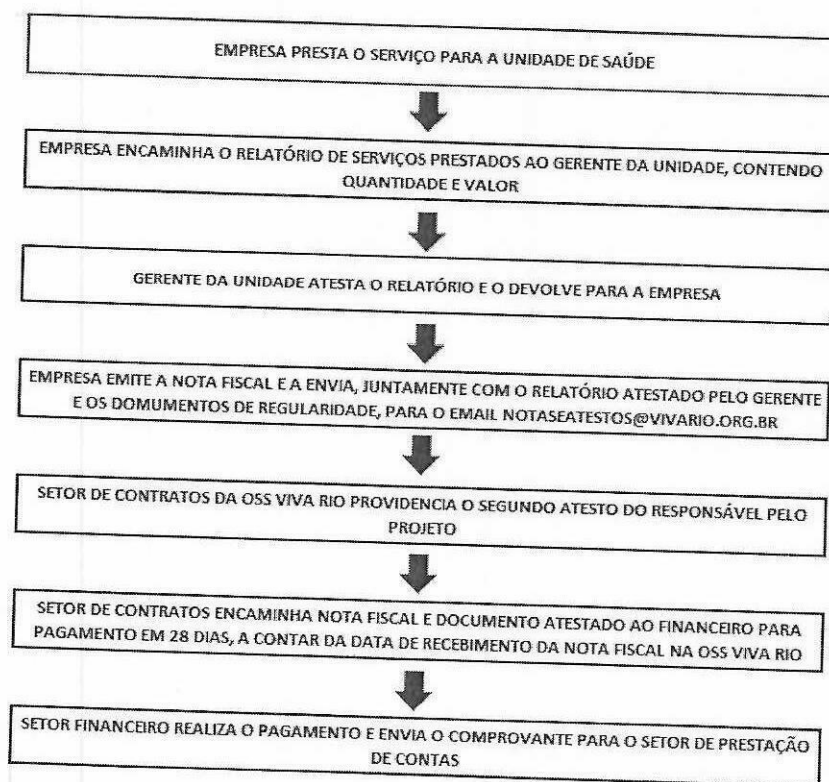 EMPRESA PRESTA O SERVIÇO PARA A UNIDADE DE SAÚDE
EMPRESA ENCAMINHA O RELATÓRIO DE SERVIÇOS PRESTADOS AO GERENTE DA UNIDADE, CONTENDO
QUANTIDADE E VALOR
GERENTE DA UNIDADE ATESTA O RELATÓRIO E O DEVOLVE PARA A EMPRESA
EMPRESA EMITE A NOTA FISCAL E A ENVIA, JUNTAMENTE COM O RELATÓRIO ATESTADO PELO GERENTE
E OS DOMUMENTOS DE REGULARIDADE, PARA O EMAIL NOTASEATESTOS@VIVARIO.ORG.BR
SETOR DE CONTRATOS DA OSS VIVA RIO PROVIDENCIA O SEGUNDO ATESTO DO RESPONSÁVEL PELO
PROJETO
SETOR DE CONTRATOS ENCAMINHA NOTA FISCAL E DOCUMENTO ATESTADO AO FINANCEIRO PARA
PAGAMENTO EM 28 DIAS, A CONTAR DA DATA DE RECEBIMENTO DA NOTA FISCAL NA OSS VIVA RIO
SETOR FINANCEIRO REALIZA O PAGAMENTO E ENVIA O COMPROVANTE PARA O SETOR DE PRESTAÇÃO
DE CONTAS